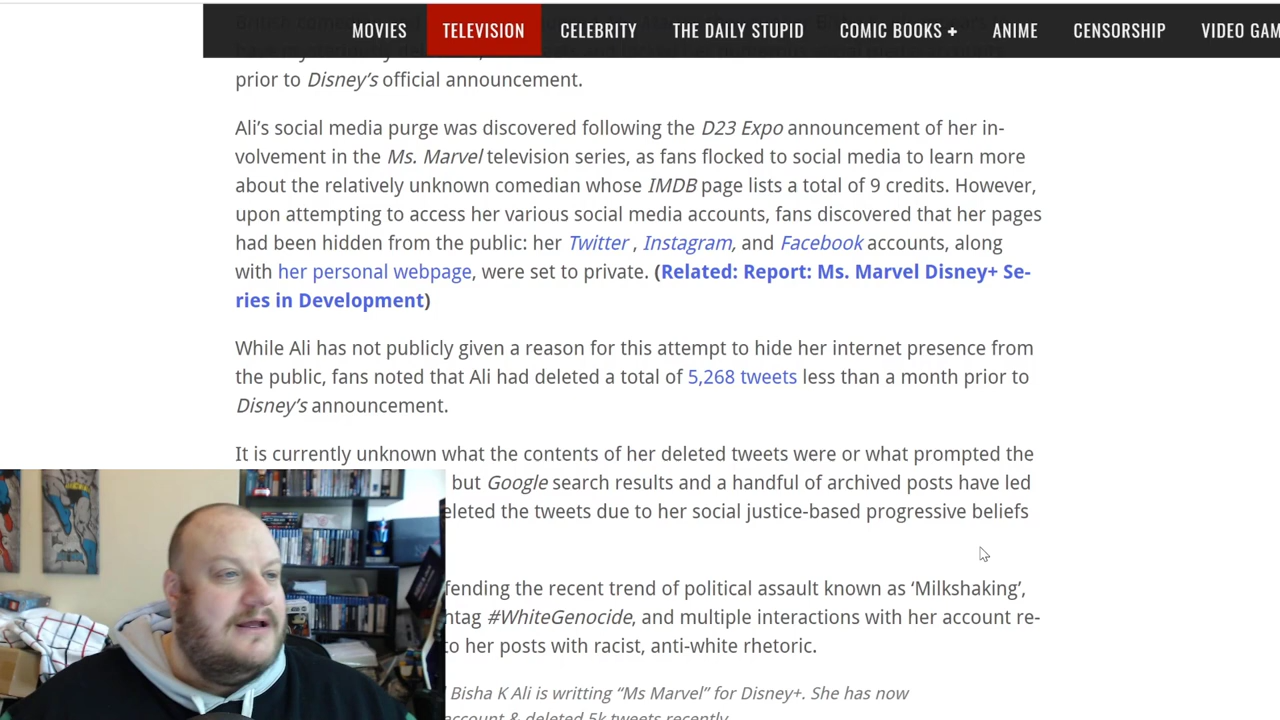 MOVIES TELEVISION CELEBRITY THE DAILY STUPID COMIC BOOKS + ANIME CENSORSHIP VIDEO GAM
prior to Disney’s official announcement.
Ali’s social media purge was discovered following the D23 Expo announcement of her in-
volvement in the Ms. Marvel television series, as fans flocked to social media to learn more
about the relatively unknown comedian whose IMDB page lists a total of 9 credits. However,
upon attempting to access her various social media accounts, fans discovered that her pages
had been hidden from the public: her Twitter , Instagram, and Facebook accounts, along
with her personal webpage, were set to private. (Related: Report: Ms. Marvel Disney+ Se-
ries in Development)
While Ali has not publicly given a reason for this attempt to hide her internet presence from
the public, fans noted that Ali had deleted a total of 5,268 tweets less than a month prior to
Disney’s announcement.
It is currently unknown what the contents of her deleted tweets were or what prompted the
but Google search results and a handful of archived posts have led
eleted the tweets due to her social justice-based progressive beliefs
fending the recent trend of political assault known as ‘Milkshaking’,
htag #WhiteGenocide, and multiple interactions with her account re-
to her posts with racist, anti-white rhetoric.
Bisha K Ali is writting “Ms Marvel” for Disney+. She has now
account & deleted 5k tweets recently